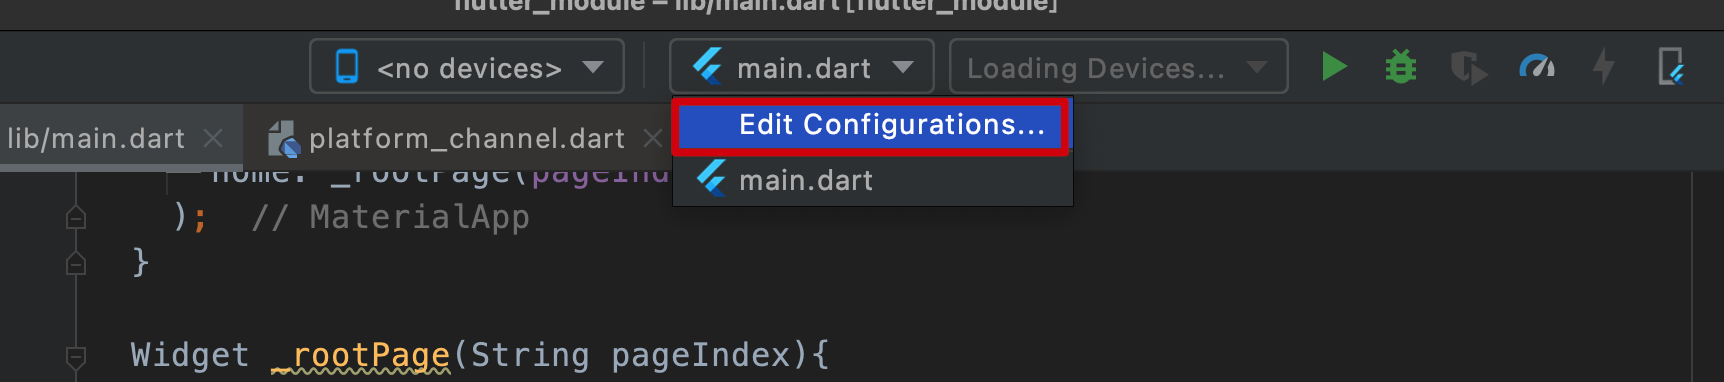 flutter_module – lib/main.dart [flutter_module]
<no devices>
main.dart
Loading Devices...
lib/main.dart
platform_channel.dart
Edit Configurations...
main.dart
home: _rootPage(pageInd
); // MaterialApp
}
Widget _rootPage(String pageIndex){